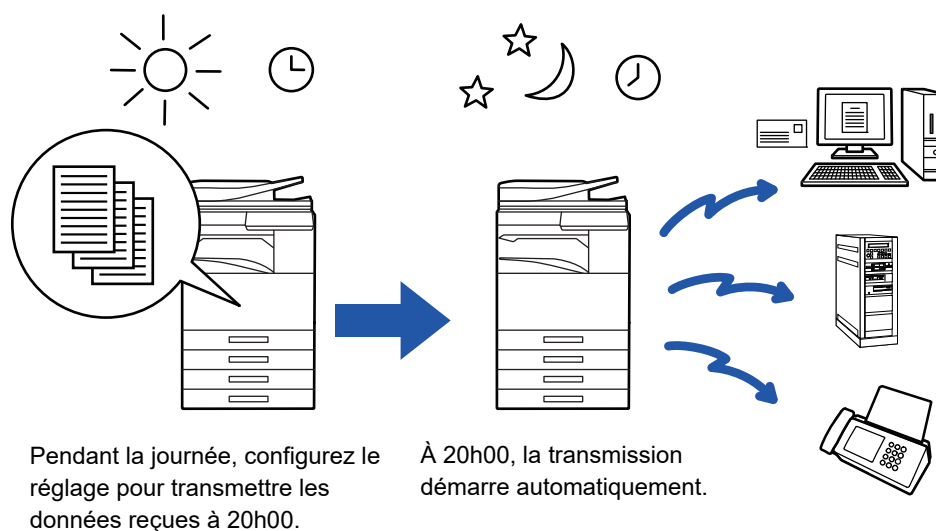 Pendant la journée, configurez le
réglage pour transmettre les
données reçues à 20h00.
À 20h00, la transmission
démarre automatiquement.